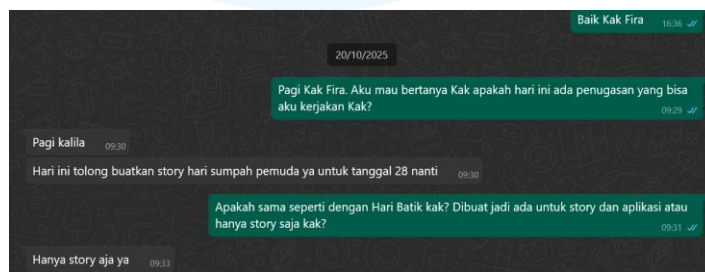 Baik Kak Fira 16:36
20/10/2025
Pagi Kak Fira. Aku mau bertanya Kak apakah hari ini ada penugasan yang bisa
aku kerjakan Kak?
09:29
Pagi kalila 09:30
Hari ini tolong buatkan story hari sumpah pemuda ya untuk tanggal 28 nanti 09:30
Apakah sama seperti dengan Hari Batik kak? Dibuat jadi ada untuk story dan aplikasi atau
hanya story saja kak?
09:31
Hanya story aja ya 09:33